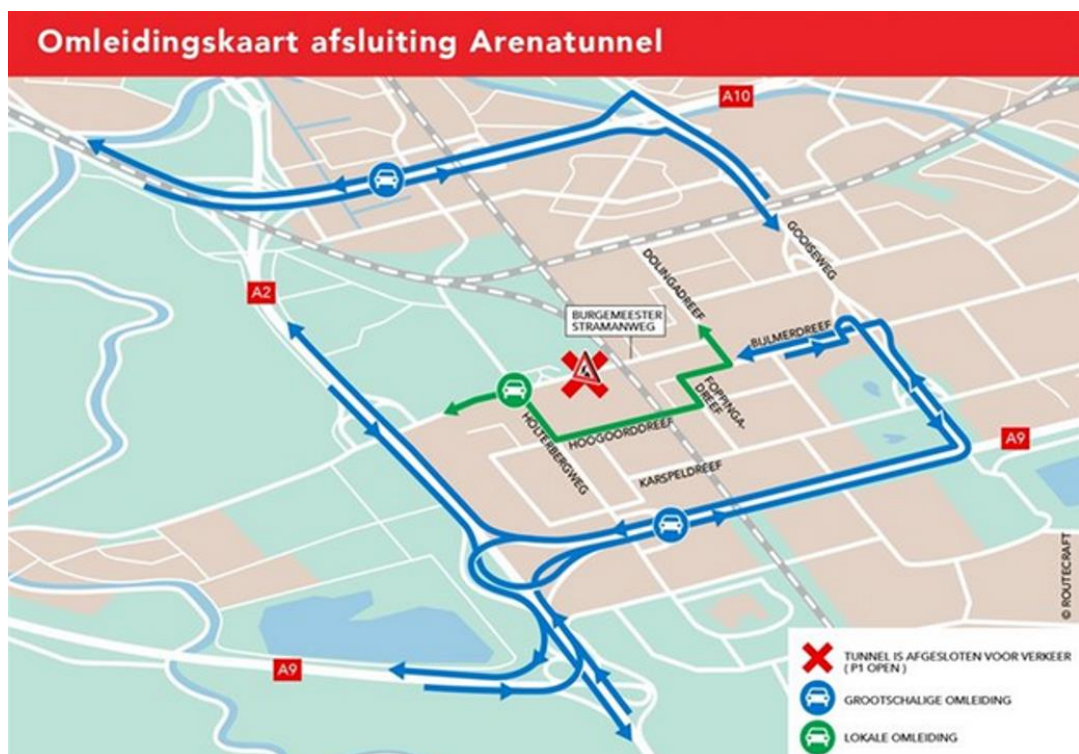 Omleidingskaart afsluiting Arenatunnel
A10
GOOISEWEG
DOLINGADREEF
A2
BURGEMEESTER
STRAMANWEG
BIJLMERDREEF
FOPPINGA-
DREEF
HOOGOORDDREEF
HOLTERBERGWEG
KARSPELDREEF
A9
A9
© ROUTECRAFT
TUNNEL IS AFGESLOTEN VOOR VERKEER
( P1 OPEN )
GROOTSCHALIGE OMLEIDING
LOKALE OMLEIDING